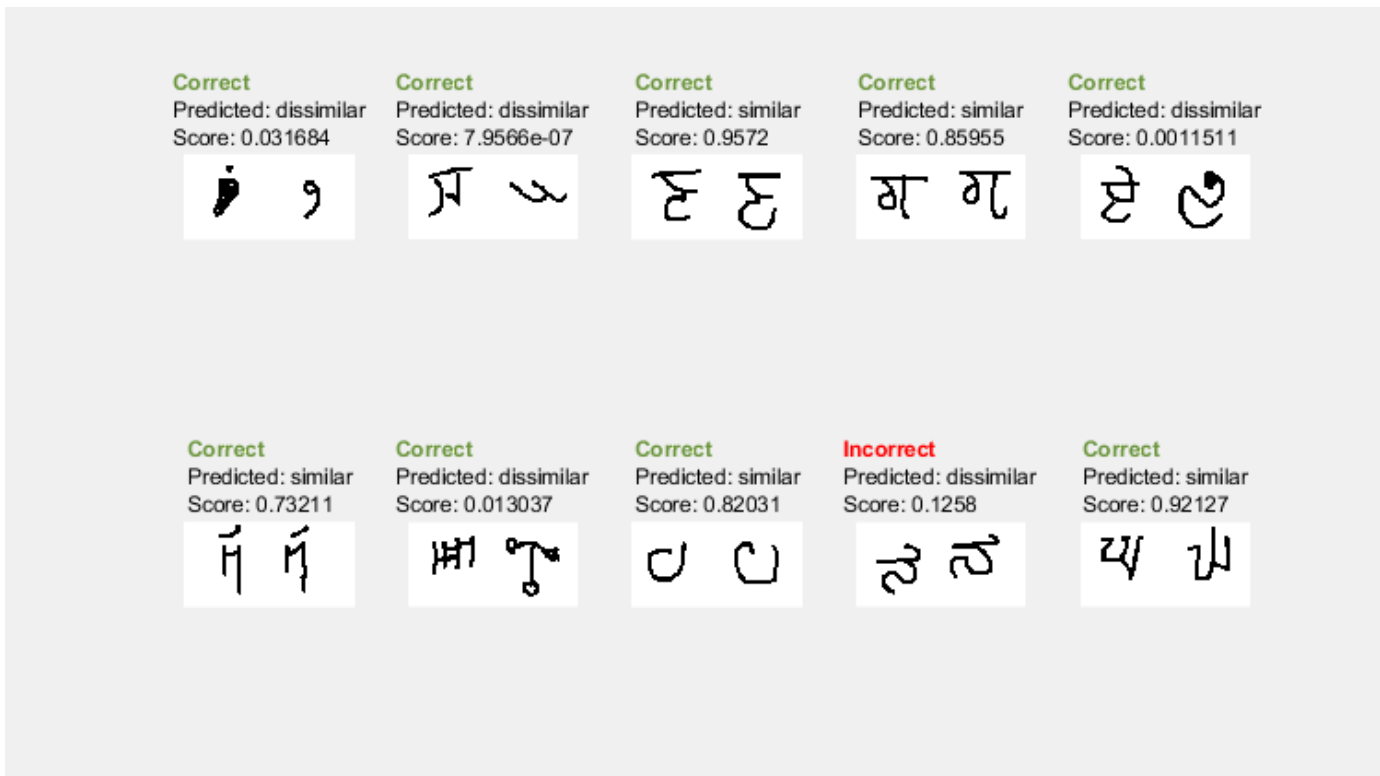 Correct
Predicted: dissimilar
Score: 0.031684
Correct
Predicted: dissimilar
Score: 7.9566e-07
Correct
Predicted: similar
Score: 0.9572
Correct
Predicted: similar
Score: 0.85955
Correct
Predicted: dissimilar
Score: 0.0011511
Correct
Predicted: similar
Score: 0.73211
Correct
Predicted: dissimilar
Score: 0.013037
Correct
Predicted: similar
Score: 0.82031
Incorrect
Predicted: dissimilar
Score: 0.1258
Correct
Predicted: similar
Score: 0.92127